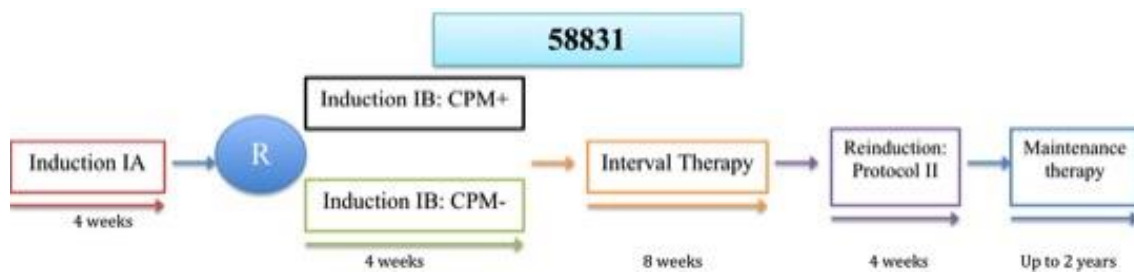 58831
Induction IA
4 weeks
R
Induction IB: CPM+
Induction IB: CPM-
4 weeks
Interval Therapy
8 weeks
Reinduction:
Protocol II
4 weeks
Maintenance
therapy
Up to 2 years